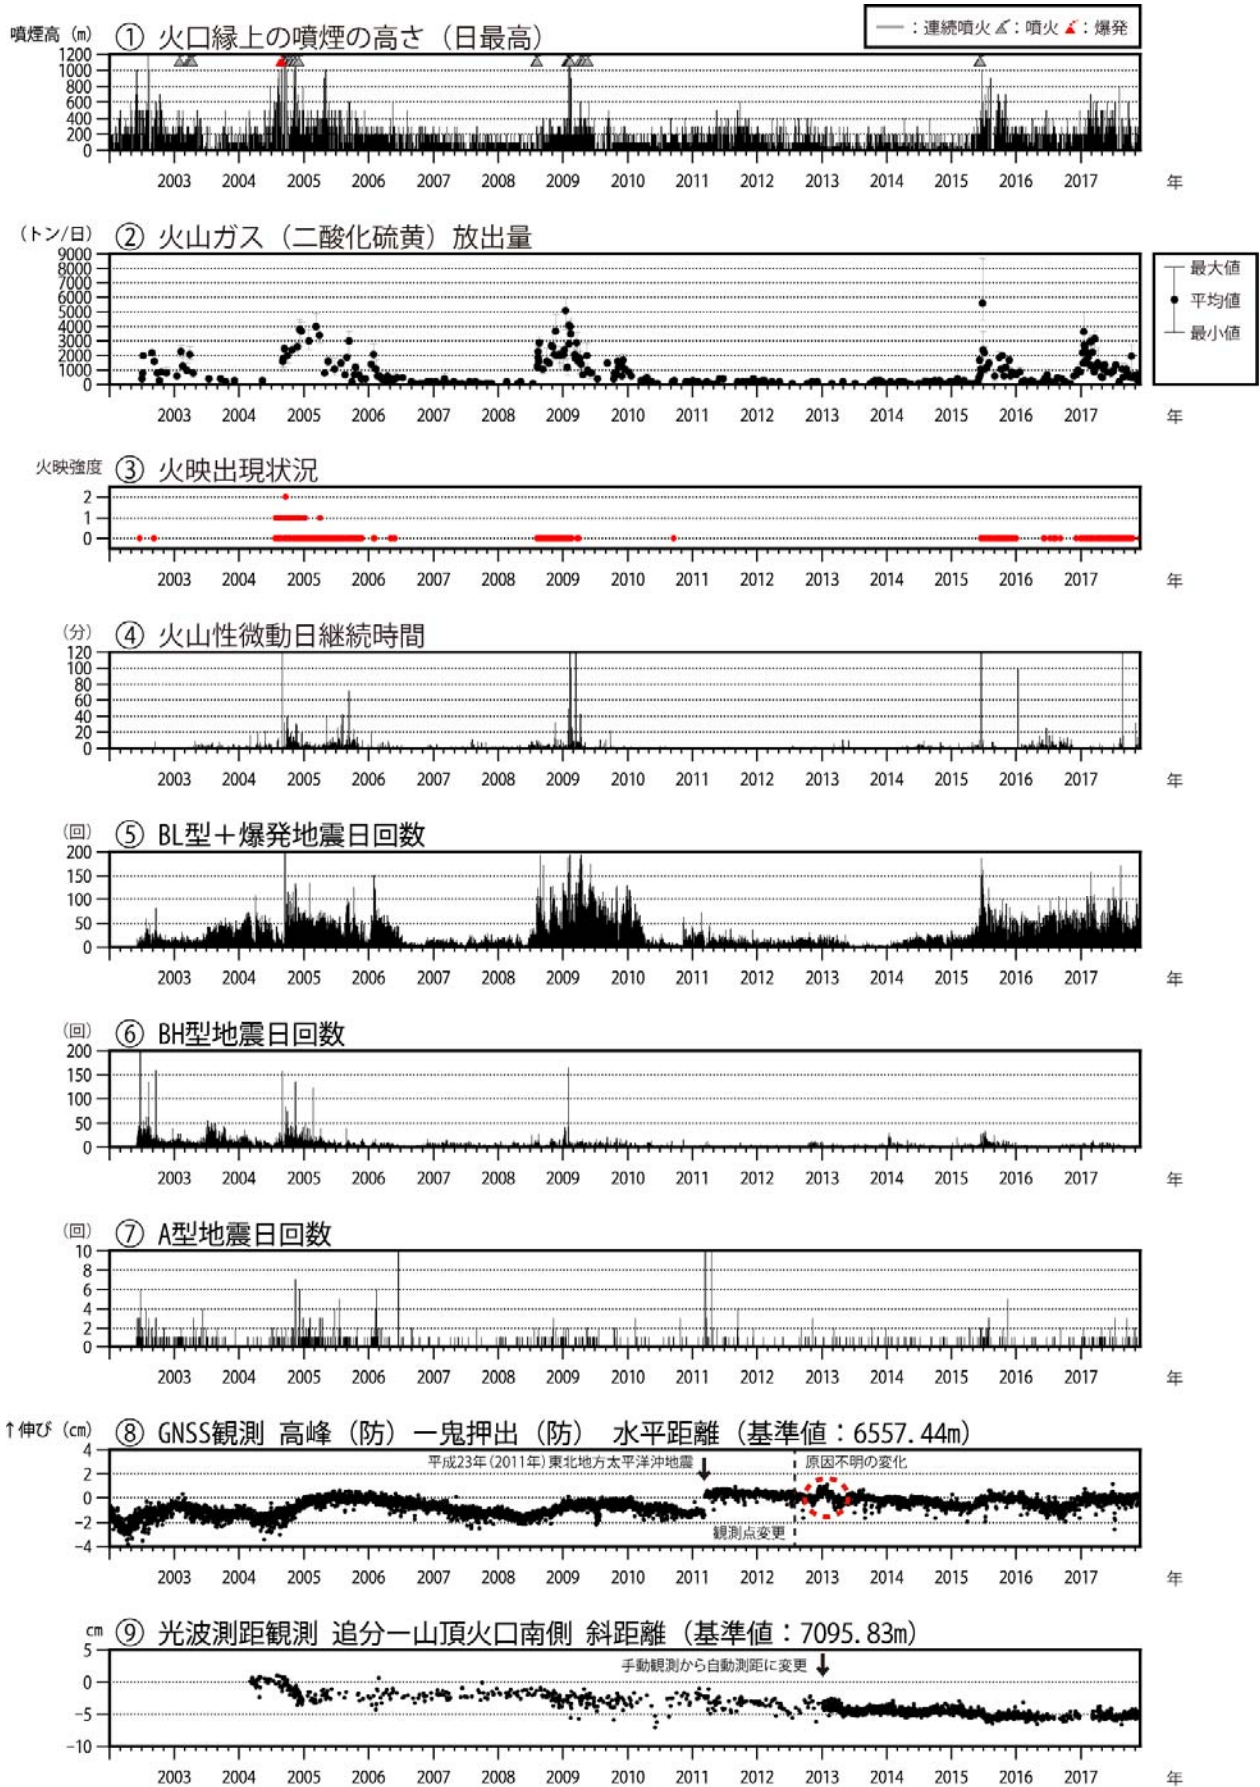 噴煙高 (m) ① 火口縁上の噴煙の高さ（日最高）
―：連続噴火 ：噴火 ：爆発
1200
1000
800
600
400
200
0
2003 2004 2005 2006 2007 2008 2009 2010 2011 2012 2013 2014 2015 2016 2017 年
（トン/日） ② 火山ガス（二酸化硫黄）放出量
9000
8000
7000
6000
5000
4000
3000
2000
1000
0
最大値
平均値
最小値
2003 2004 2005 2006 2007 2008 2009 2010 2011 2012 2013 2014 2015 2016 2017 年
火映強度 ③ 火映出現状況
2
1
0
2003 2004 2005 2006 2007 2008 2009 2010 2011 2012 2013 2014 2015 2016 2017 年
（分） ④ 火山性微動日継続時間
120
100
80
60
40
20
0
2003 2004 2005 2006 2007 2008 2009 2010 2011 2012 2013 2014 2015 2016 2017 年
（回） ⑤ BL型＋爆発地震日回数
200
150
100
50
0
2003 2004 2005 2006 2007 2008 2009 2010 2011 2012 2013 2014 2015 2016 2017 年
（回） ⑥ BH型地震日回数
200
150
100
50
0
2003 2004 2005 2006 2007 2008 2009 2010 2011 2012 2013 2014 2015 2016 2017 年
（回） ⑦ A型地震日回数
10
8
6
4
2
0
2003 2004 2005 2006 2007 2008 2009 2010 2011 2012 2013 2014 2015 2016 2017 年
↑伸び（cm） ⑧ GNSS観測 高峰（防）ー鬼押出（防） 水平距離（基準値：6557.44m）
平成23年(2011年)東北地方太平洋沖地震
原因不明の変化
4
2
0
-2
-4
観測点変更
2003 2004 2005 2006 2007 2008 2009 2010 2011 2012 2013 2014 2015 2016 2017 年
cm ⑨ 光波測距観測 追分ー山頂火口南側 斜距離（基準値：7095.83m）
手動観測から自動測距に変更
5
0
-5
-10
2003 2004 2005 2006 2007 2008 2009 2010 2011 2012 2013 2014 2015 2016 2017 年